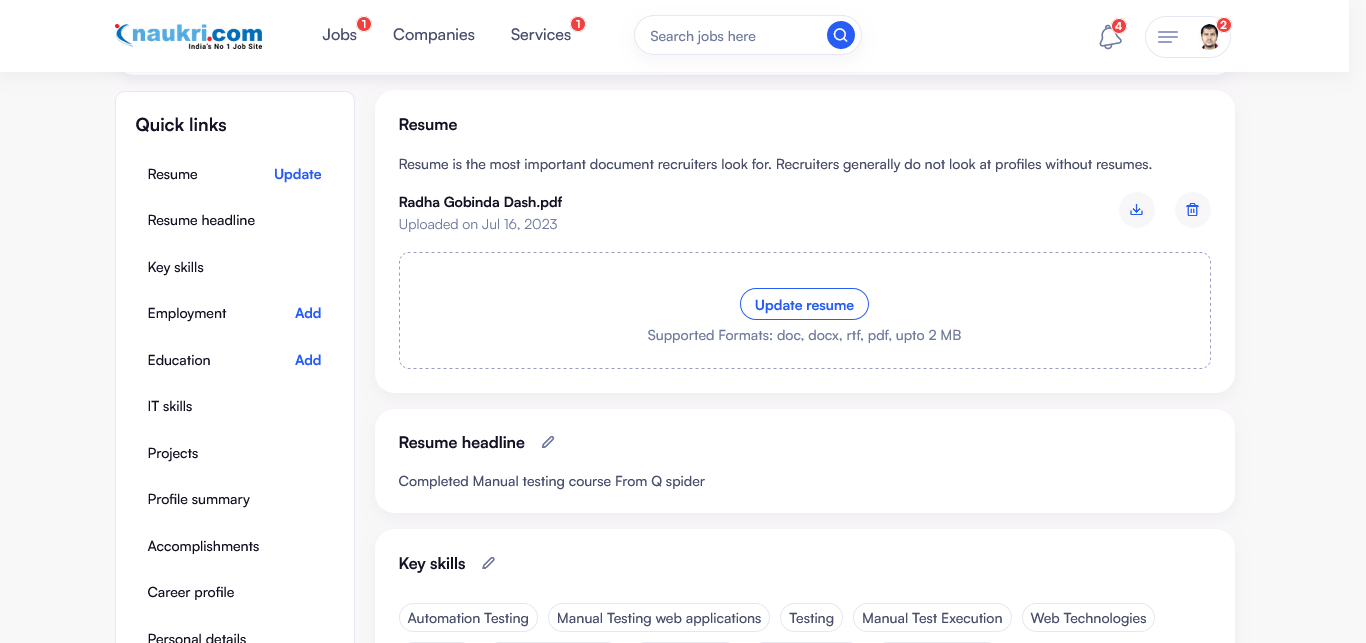 naukri.com
India's No 1 Job Site
Jobs 1
Companies
Services 1
Search jobs here
4
2
Quick links
Resume Update
Resume headline
Key skills
Employment Add
Education Add
IT skills
Projects
Profile summary
Accomplishments
Career profile
Personal details
Resume
Resume is the most important document recruiters look for. Recruiters generally do not look at profiles without resumes.
Radha Gobinda Dash.pdf
Uploaded on Jul 16, 2023
Update resume
Supported Formats: doc, docx, rtf, pdf, upto 2 MB
Resume headline
Completed Manual testing course From Q spider
Key skills
Automation Testing Manual Testing web applications Testing Manual Test Execution Web Technologies